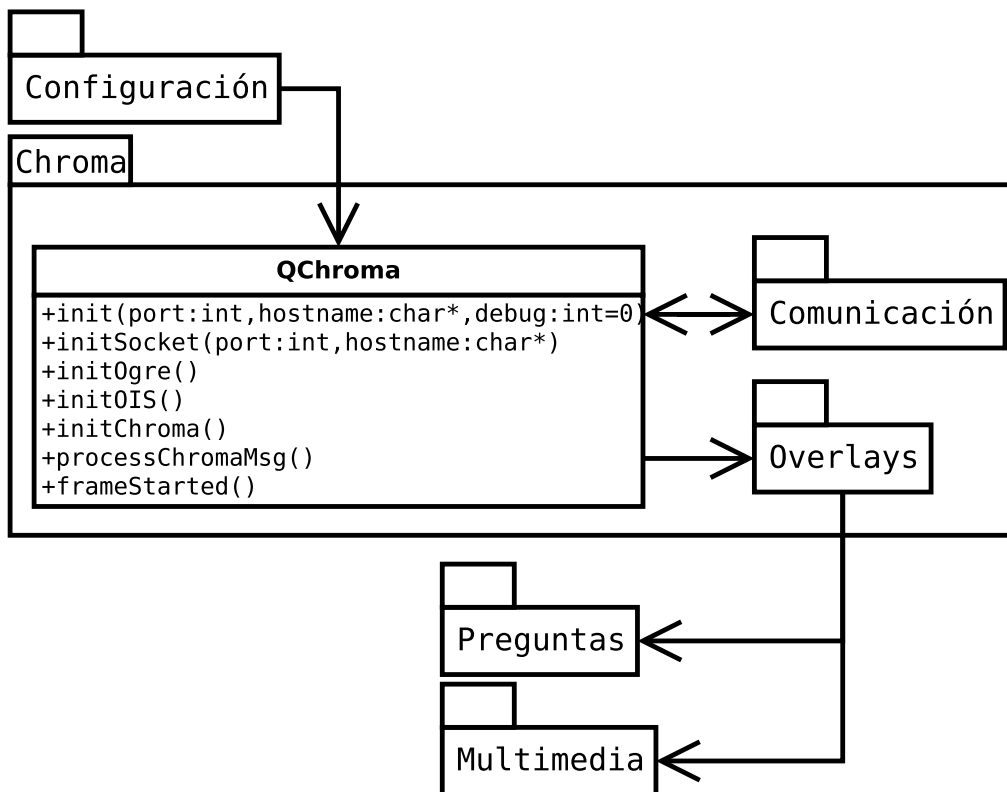 Configuración
Chroma
QChroma
+init(port:int,hostname:char*,debug:int=0)
+initSocket(port:int,hostname:char*)
+initOgre()
+initOIS()
+initChroma()
+processChromaMsg()
+frameStarted()
Comunicación
Overlays
Preguntas
Multimedia